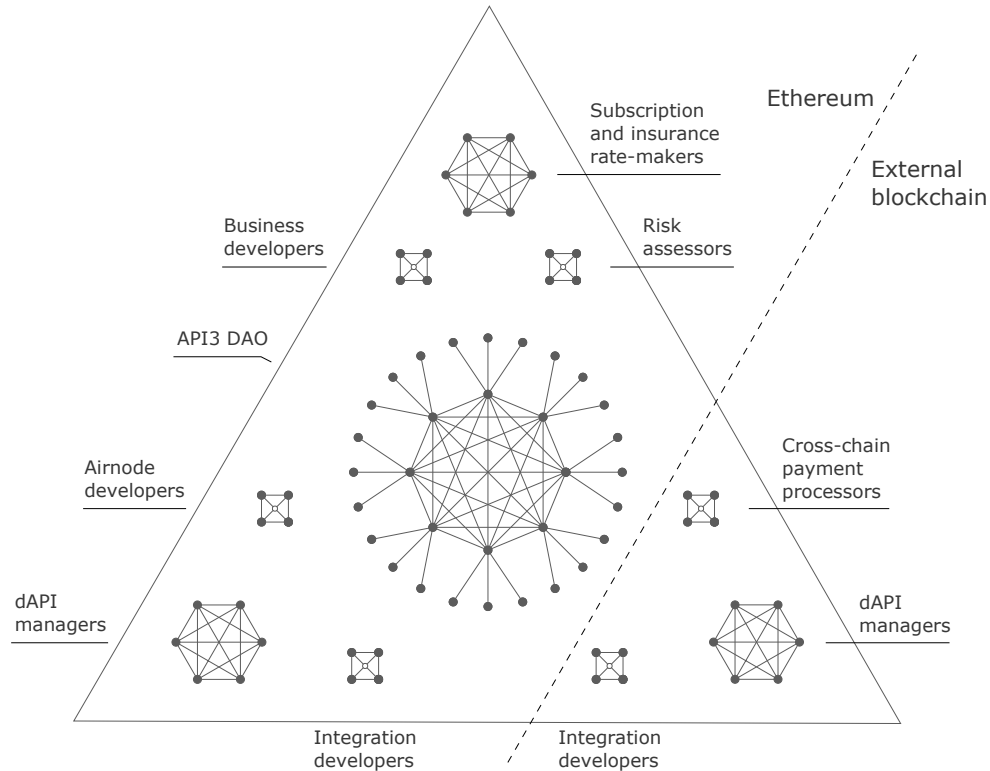 Ethereum
Subscription
and insurance
rate-makers
External
blockchain
Business
developers
Risk
assessors
API3 DAO
Airnode
developers
Cross-chain
payment
processors
dAPI
managers
dAPI
managers
Integration
developers
Integration
developers